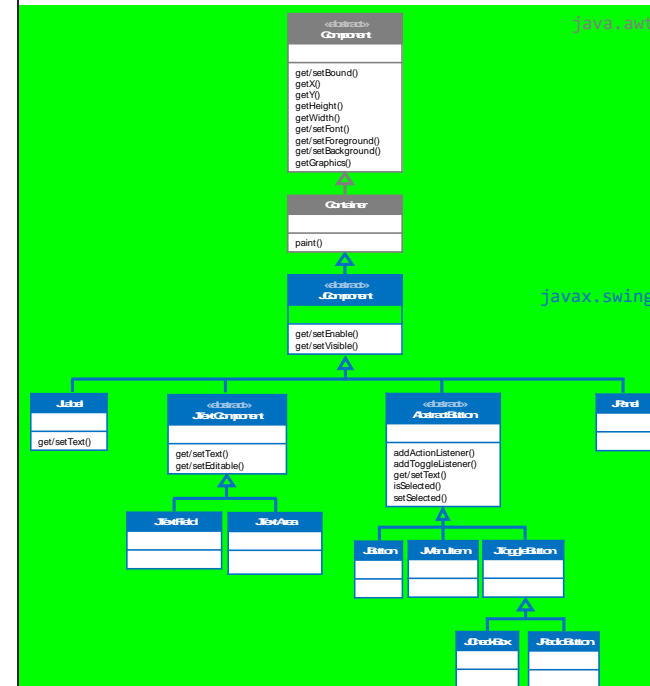 «abstract»
Component
java.awt
get/setBound()
getX()
getY()
getHeight()
getWidth()
get/setFont()
get/setForeground()
get/setBackground()
getGraphics()
Container
paint()
«abstract»
JComponent
javax.swing
get/setEnable()
get/setVisible()
JLabel
get/setText()
«abstract»
JTextComponent
get/setText()
get/setEditable()
«abstract»
AbstractButton
addActionListener()
addToggleListener()
get/setText()
isSelected()
setSelected()
JPanel
JTextField
JTextArea
JButton
JMenuItem
JToggleButton
JCheckBox
JRadioButton